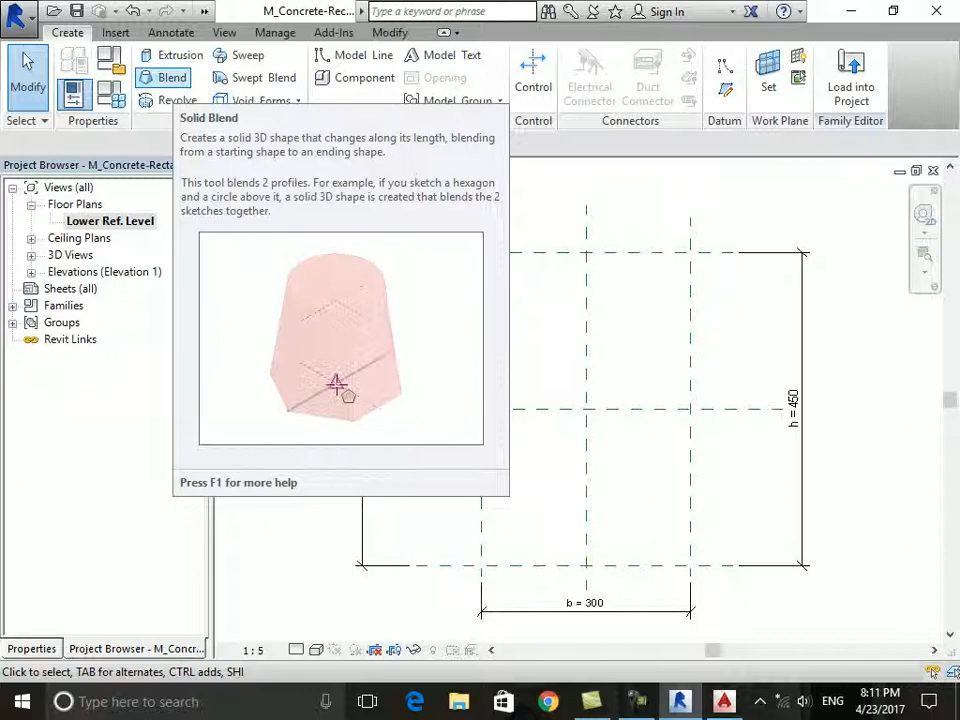 M_Concrete-Rec...
Type a keyword or phrase
Sign In
Create Insert Annotate View Manage Add-Ins Modify
Extrusion Sweep Model Line Model Text
Modify Blend Swept Blend Component Opening Control Electrical Connector Duct Connector Set Load into Project
Revolve Void Forms Model Group
Select Properties Control Connectors Datum Work Plane Family Editor
Solid Blend
Creates a solid 3D shape that changes along its length, blending
from a starting shape to an ending shape.
This tool blends 2 profiles. For example, if you sketch a hexagon
and a circle above it, a solid 3D shape is created that blends the 2
sketches together.
Press F1 for more help
Project Browser - M_Concrete-Recta
Views (all)
Floor Plans
Lower Ref. Level
Ceiling Plans
3D Views
Elevations (Elevation 1)
Sheets (all)
Families
Groups
Revit Links
h = 450
b = 300
Properties Project Browser - M_Concrete-Rec...
1 : 5
Click to select, TAB for alternates, CTRL adds, SHI
Type here to search
ENG
8:11 PM
4/23/2017